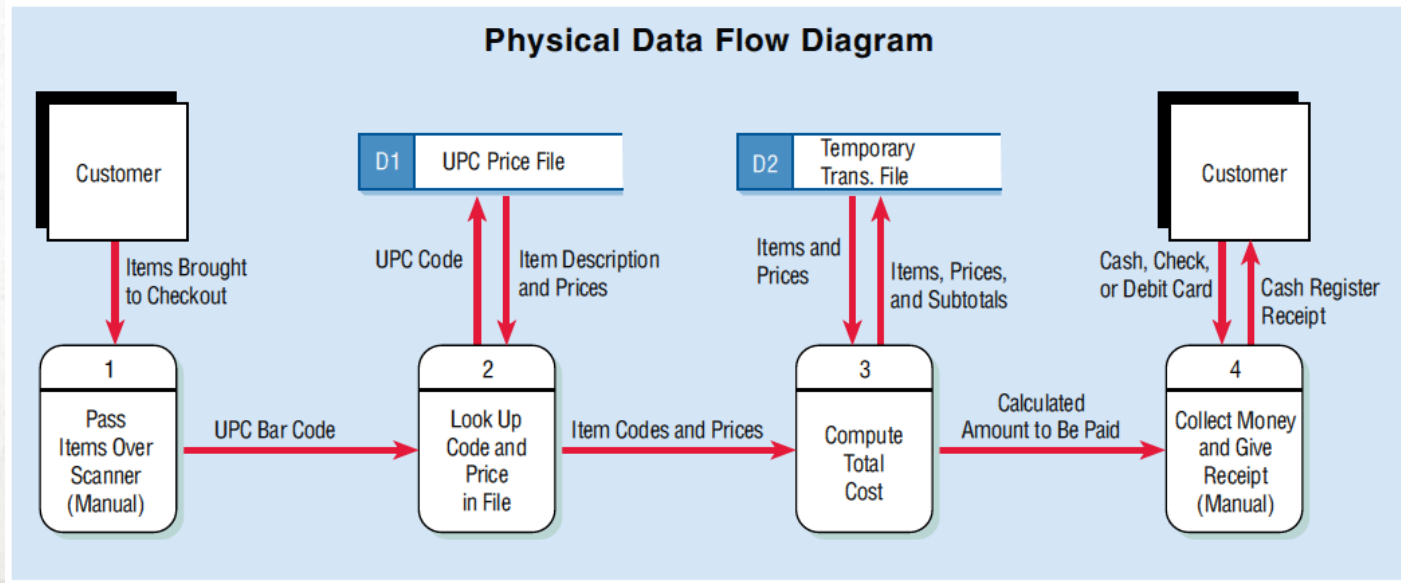 Physical Data Flow Diagram
Customer
Items Brought
to Checkout
D1
UPC Price File
UPC Code
Item Description
and Prices
D2
Temporary
Trans. File
Items and
Prices
Items, Prices,
and Subtotals
Customer
Cash, Check,
or Debit Card
Cash Register
Receipt
1
Pass
Items Over
Scanner
(Manual)
UPC Bar Code
2
Look Up
Code and
Price
in File
Item Codes and Prices
3
Compute
Total
Cost
Calculated
Amount to Be Paid
4
Collect Money
and Give
Receipt
(Manual)